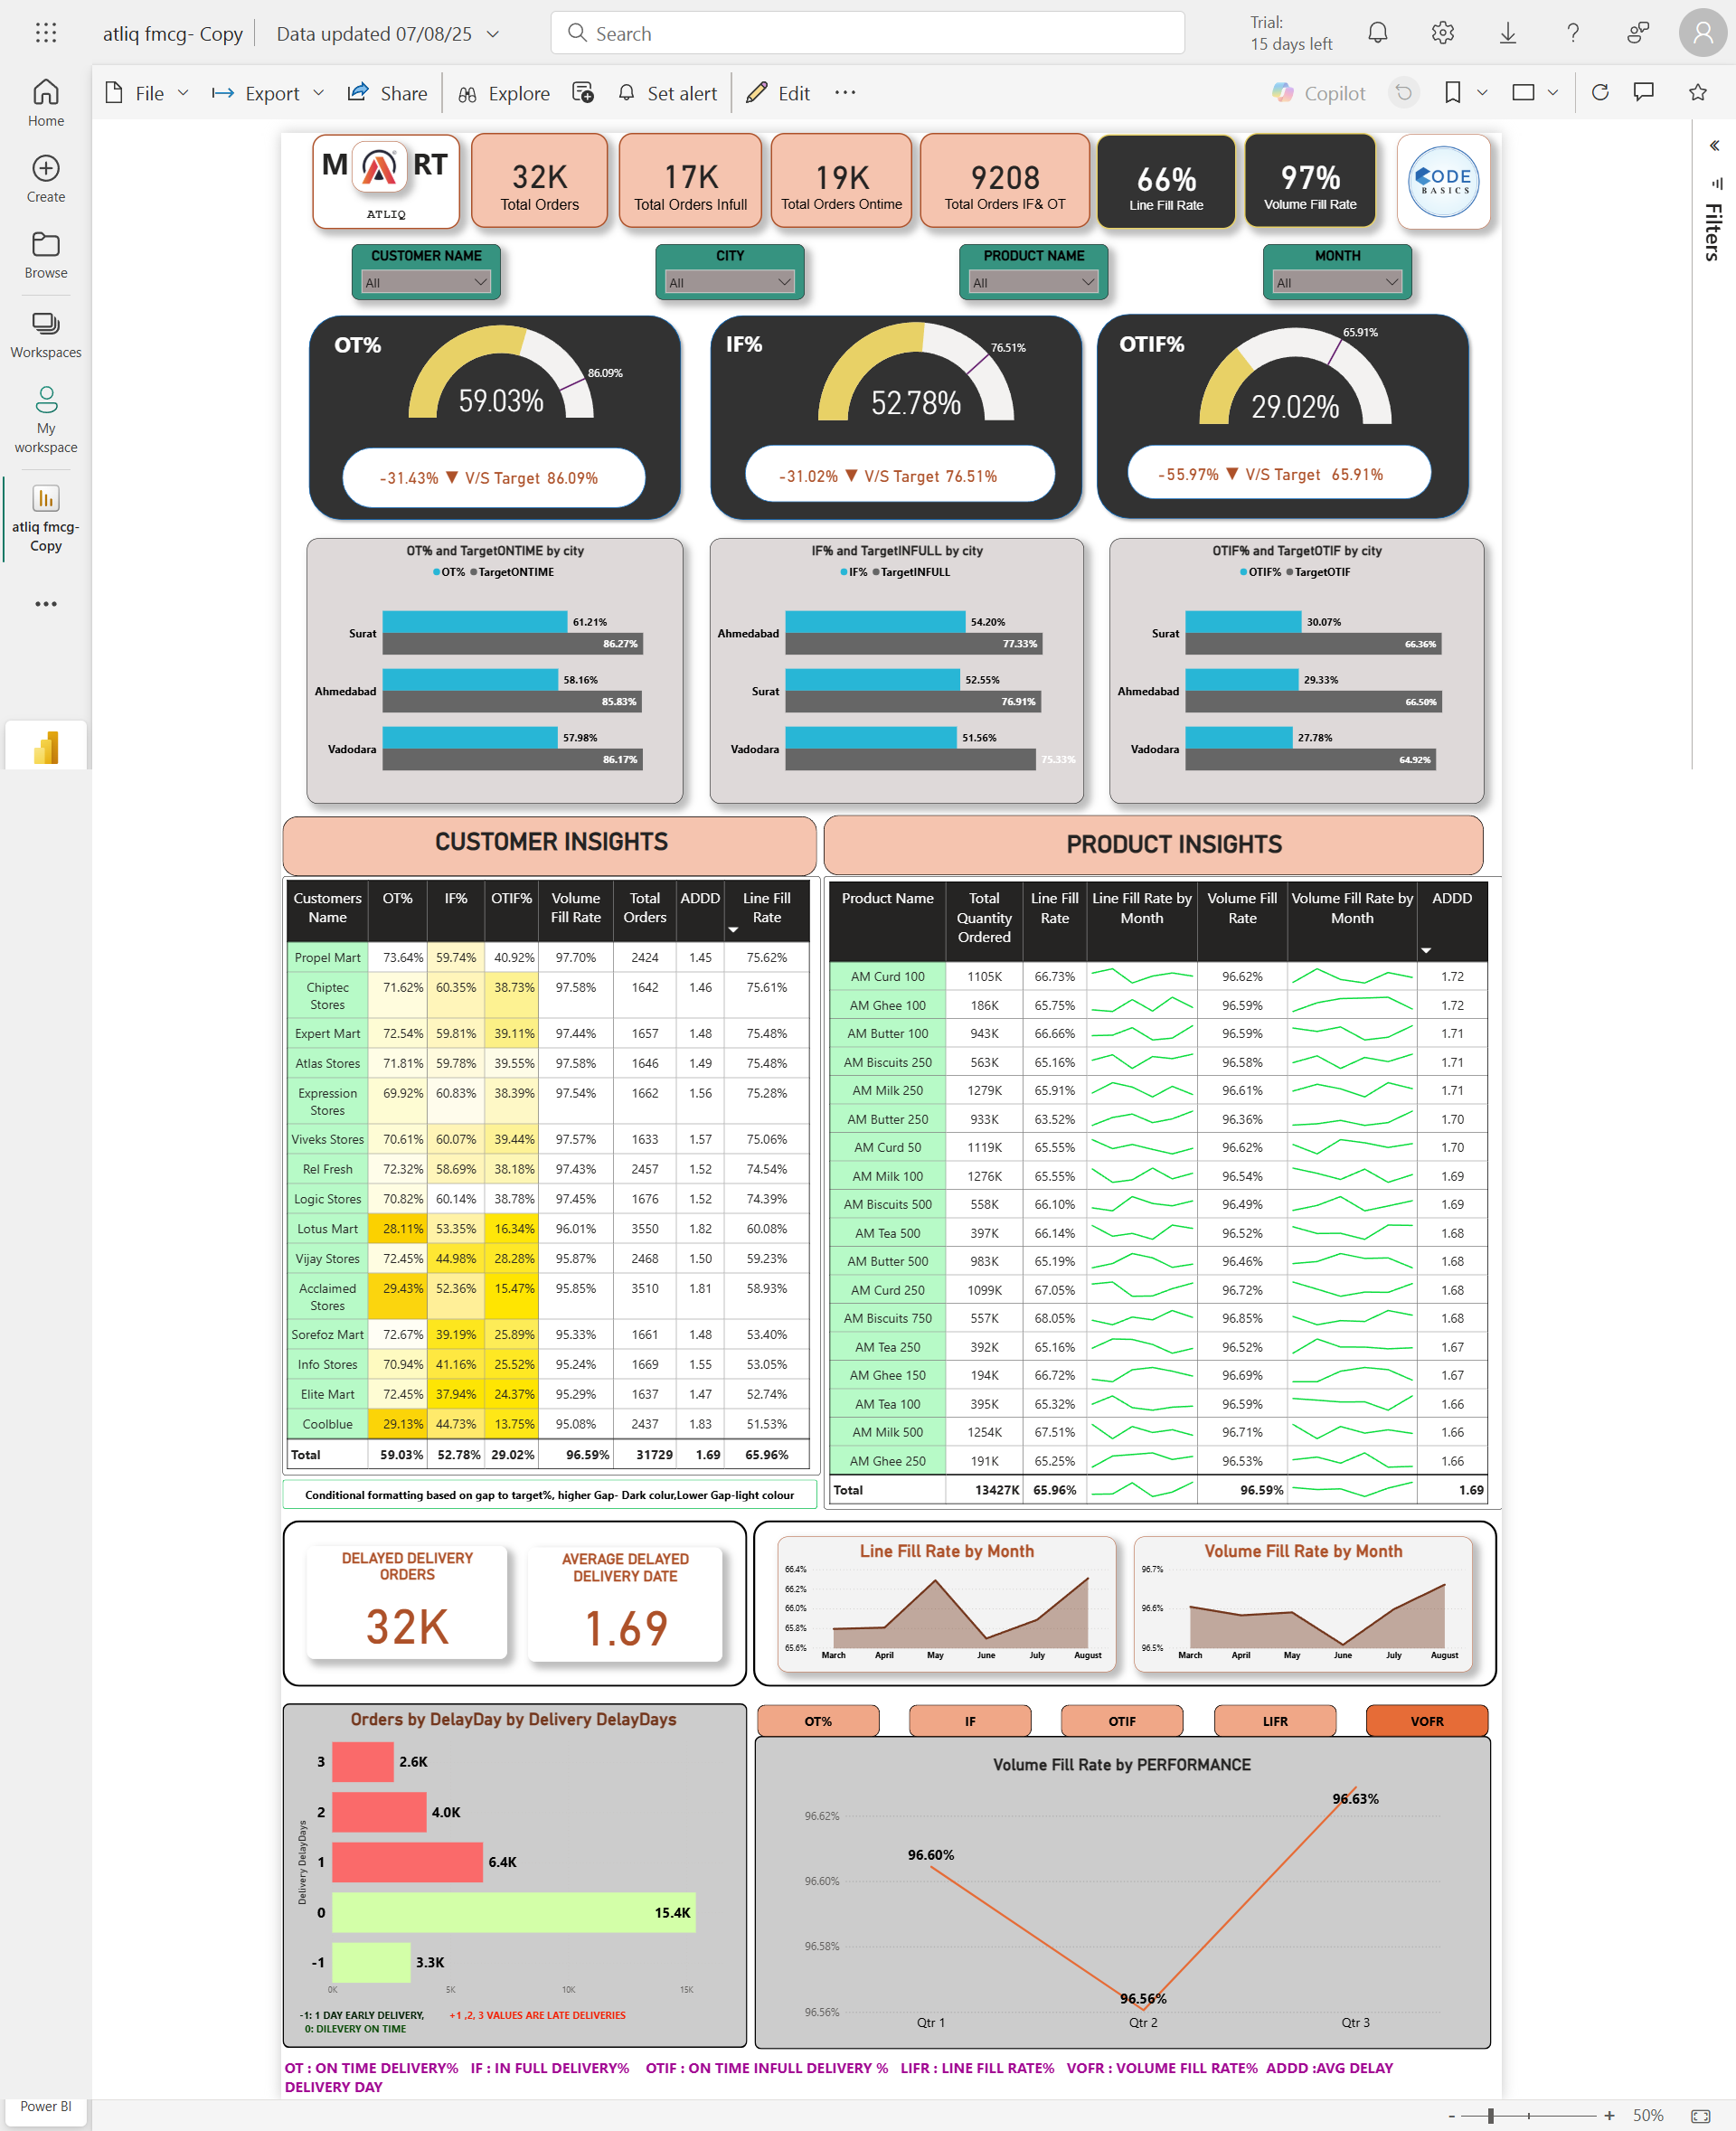 atliq fmcg- Copy
Data updated 07/08/25
Search
Trial:
15 days left
Home
Create
Browse
Workspaces
My
workspace
atliq fmcg-
Copy
Power BI
File
Export
Share
Explore
Set alert
Edit
Copilot
Filters
M RT
ATLIQ
32K
Total Orders
17K
Total Orders Infull
19K
Total Orders Ontime
9208
Total Orders IF& OT
66%
Line Fill Rate
97%
Volume Fill Rate
CODE
BASICS
CUSTOMER NAME
All
CITY
All
PRODUCT NAME
All
MONTH
All
OT%
86.09%
59.03%
-31.43% ▼ V/S Target 86.09%
IF%
76.51%
52.78%
-31.02% ▼ V/S Target 76.51%
OTIF%
65.91%
29.02%
-55.97% ▼ V/S Target 65.91%
OT% and TargetONTIME by city
OT% TargetONTIME
Surat 61.21%
86.27%
Ahmedabad 58.16%
85.83%
Vadodara 57.98%
86.17%
IF% and TargetINFULL by city
IF% TargetINFULL
Ahmedabad 54.20%
77.33%
Surat 52.55%
76.91%
Vadodara 51.56%
75.33%
OTIF% and TargetOTIF by city
OTIF% TargetOTIF
Surat 30.07%
66.36%
Ahmedabad 29.33%
66.50%
Vadodara 27.78%
64.92%
CUSTOMER INSIGHTS
Customers Name OT% IF% OTIF% Volume Fill Rate Total Orders ADDD Line Fill Rate
Propel Mart 73.64% 59.74% 40.92% 97.70% 2424 1.45 75.62%
Chiptec Stores 71.62% 60.35% 38.73% 97.58% 1642 1.46 75.61%
Expert Mart 72.54% 59.81% 39.11% 97.44% 1657 1.48 75.48%
Atlas Stores 71.81% 59.78% 39.55% 97.58% 1646 1.49 75.48%
Expression Stores 69.92% 60.83% 38.39% 97.54% 1662 1.56 75.28%
Viveks Stores 70.61% 60.07% 39.44% 97.57% 1633 1.57 75.06%
Rel Fresh 72.32% 58.69% 38.18% 97.43% 2457 1.52 74.54%
Logic Stores 70.82% 60.14% 38.78% 97.45% 1676 1.52 74.39%
Lotus Mart 28.11% 53.35% 16.34% 96.01% 3550 1.82 60.08%
Vijay Stores 72.45% 44.98% 28.28% 95.87% 2468 1.50 59.23%
Acclaimed Stores 29.43% 52.36% 15.47% 95.85% 3510 1.81 58.93%
Sorefoz Mart 72.67% 39.19% 25.89% 95.33% 1661 1.48 53.40%
Info Stores 70.94% 41.16% 25.52% 95.24% 1669 1.55 53.05%
Elite Mart 72.45% 37.94% 24.37% 95.29% 1637 1.47 52.74%
Coolblue 29.13% 44.73% 13.75% 95.08% 2437 1.83 51.53%
Total 59.03% 52.78% 29.02% 96.59% 31729 1.69 65.96%
Conditional formatting based on gap to target%, higher Gap- Dark colur,Lower Gap-light colour
PRODUCT INSIGHTS
Product Name Total Quantity Ordered Line Fill Rate Line Fill Rate by Month Volume Fill Rate Volume Fill Rate by Month ADDD
AM Curd 100 1105K 66.73% 96.62% 1.72
AM Ghee 100 186K 65.75% 96.59% 1.72
AM Butter 100 943K 66.66% 96.59% 1.71
AM Biscuits 250 563K 65.16% 96.58% 1.71
AM Milk 250 1279K 65.91% 96.61% 1.71
AM Butter 250 933K 63.52% 96.36% 1.70
AM Curd 50 1119K 65.55% 96.62% 1.70
AM Milk 100 1276K 65.55% 96.54% 1.69
AM Biscuits 500 558K 66.10% 96.49% 1.69
AM Tea 500 397K 66.14% 96.52% 1.68
AM Butter 500 983K 65.19% 96.46% 1.68
AM Curd 250 1099K 67.05% 96.72% 1.68
AM Biscuits 750 557K 68.05% 96.85% 1.68
AM Tea 250 392K 65.16% 96.52% 1.67
AM Ghee 150 194K 66.72% 96.69% 1.67
AM Tea 100 395K 65.32% 96.59% 1.66
AM Milk 500 1254K 67.51% 96.71% 1.66
AM Ghee 250 191K 65.25% 96.53% 1.66
Total 13427K 65.96% 96.59% 1.69
DELAYED DELIVERY
ORDERS
32K
AVERAGE DELAYED
DELIVERY DATE
1.69
Line Fill Rate by Month
66.4%
66.2%
66.0%
65.8%
65.6%
March April May June July August
Volume Fill Rate by Month
96.7%
96.6%
96.5%
March April May June July August
Orders by DelayDay by Delivery DelayDays
Delivery DelayDays
3 2.6K
2 4.0K
1 6.4K
0 15.4K
-1 3.3K
0K 5K 10K 15K
-1: 1 DAY EARLY DELIVERY, +1 ,2, 3 VALUES ARE LATE DELIVERIES
0: DILEVERY ON TIME
OT% IF OTIF LIFR VOFR
Volume Fill Rate by PERFORMANCE
96.62%
96.60%
96.58%
96.56%
96.60%
96.56%
96.63%
Qtr 1 Qtr 2 Qtr 3
OT : ON TIME DELIVERY% IF : IN FULL DELIVERY% OTIF : ON TIME INFULL DELIVERY % LIFR : LINE FILL RATE% VOFR : VOLUME FILL RATE% ADDD :AVG DELAY
DELIVERY DAY
- + 50%